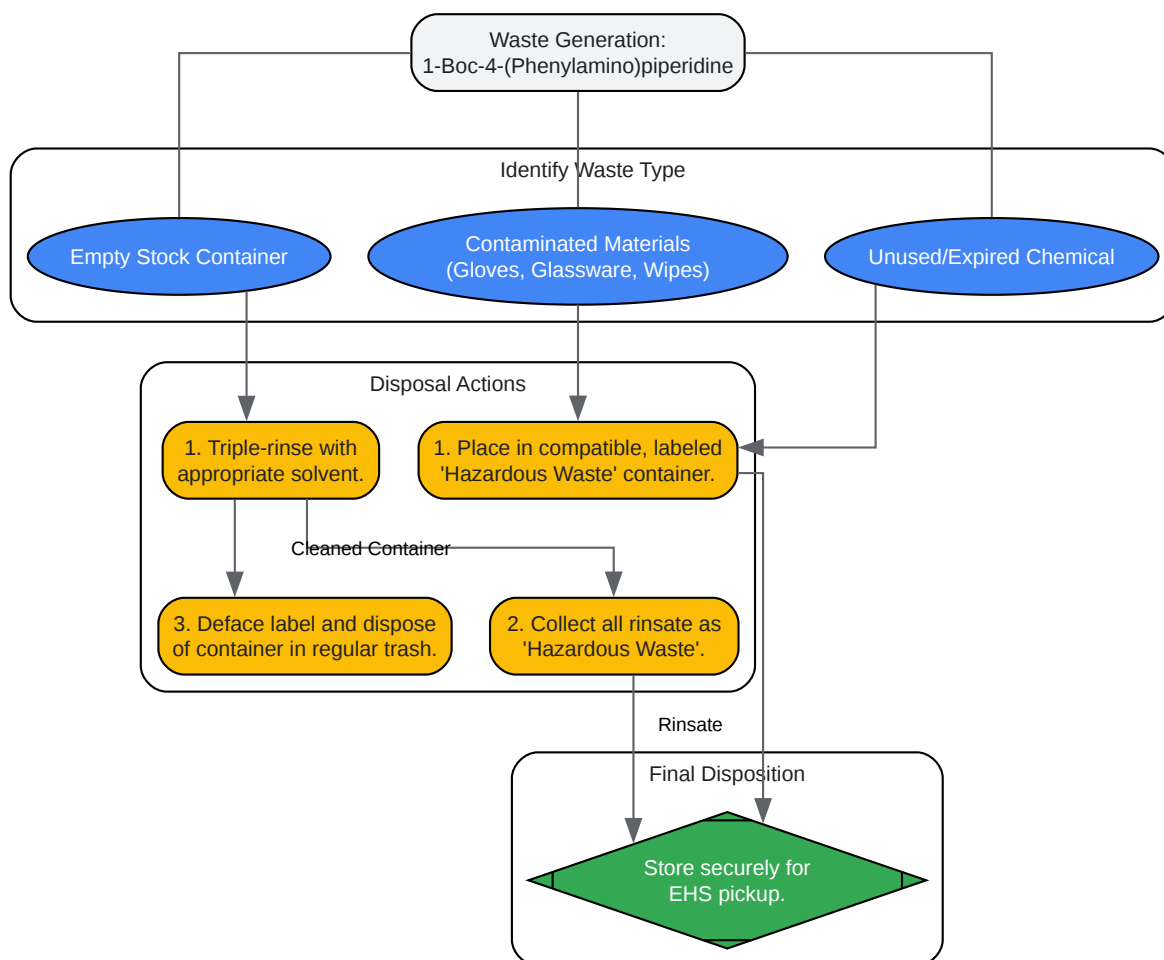 Waste Generation:
1-Boc-4-(Phenylamino)piperidine
Identify Waste Type
Empty Stock Container
Contaminated Materials
(Gloves, Glassware, Wipes)
Unused/Expired Chemical
Disposal Actions
1. Triple-rinse with
appropriate solvent.
1. Place in compatible, labeled
'Hazardous Waste' container.
Cleaned Container
3. Deface label and dispose
of container in regular trash.
2. Collect all rinsate as
'Hazardous Waste'.
Rinsate
Final Disposition
Store securely for
EHS pickup.